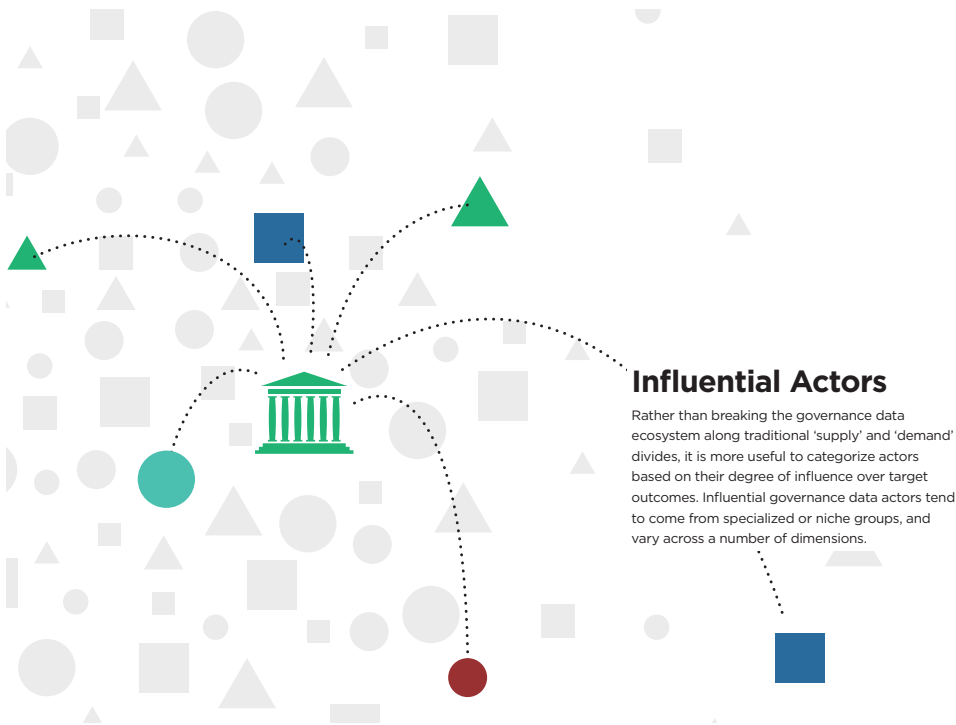 Influential Actors
Rather than breaking the governance data
ecosystem along traditional ‘supply’ and ‘demand’
divides, it is more useful to categorize actors
based on their degree of influence over target
outcomes. Influential governance data actors tend
to come from specialized or niche groups, and
vary across a number of dimensions.